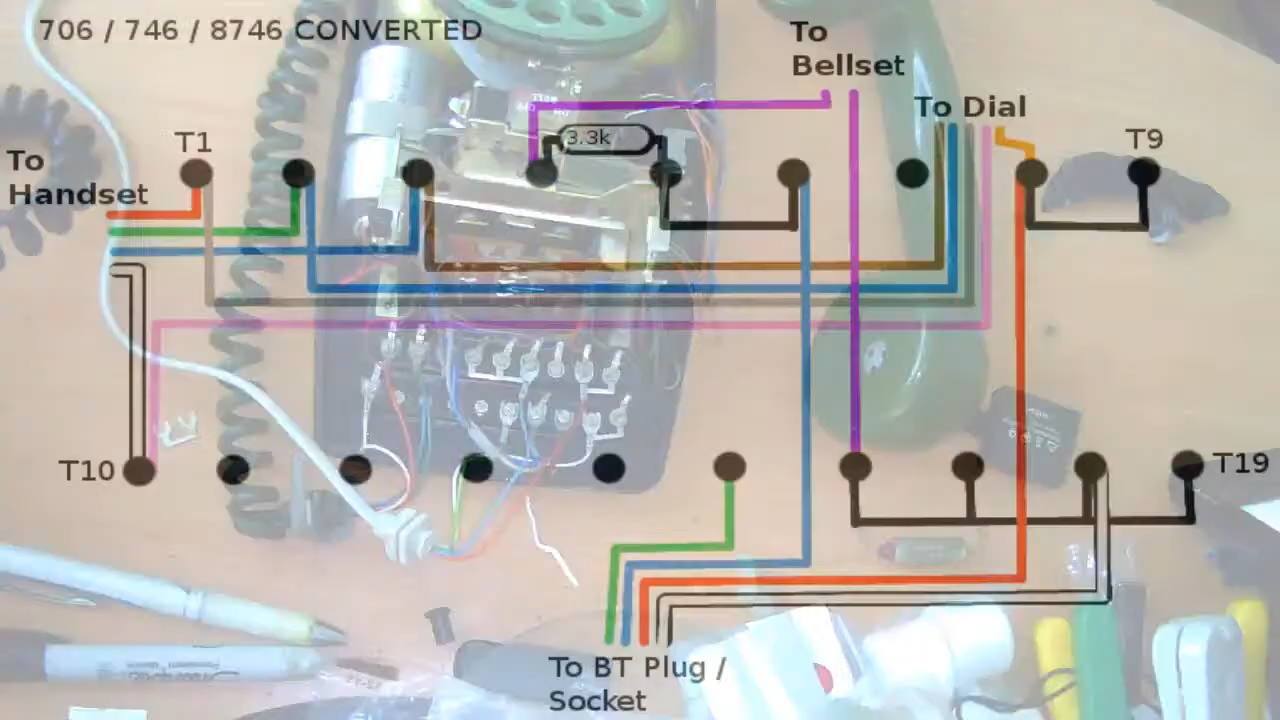 706 / 746 / 8746 CONVERTED
To
Bellset
To Dial
3.3k
T1
T9
To
Handset
T10
T19
To BT Plug /
Socket